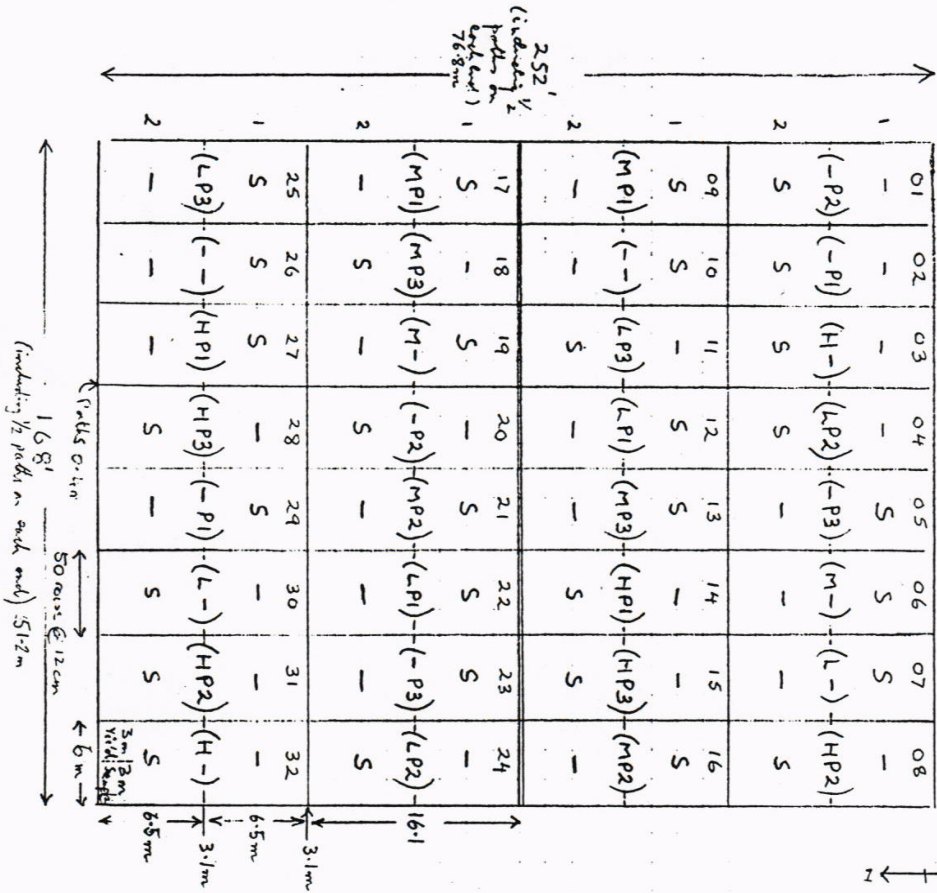 01 02 03 04 05 06 07 08
1 - - - - S S S -
(-P2) (-P1) (H-) (LP2) (-P3) (M-) (L-) (HP2)
2 S S S S - - - S
09 10 11 12 13 14 15 16
1 S S - S S - - S
(MP1) (--) (LP3) (LP1) (MP3) (HP1) (HP3) (MP2)
2 - - S - - S S -
252'
(including ½
paths on
each end)
76.8m
17 18 19 20 21 22 23 24
1 S - S - S S S -
(MP1) (MP3) (M-) (-P2) (MP2) (LP1) (-P3) (LP2)
2 - S - S - - - S
16.1
3.1m
25 26 27 28 29 30 31 32
1 S S S - S - - -
6.5m
(LP3) (--) (HP1) (HP3) (-P1) (L-) (HP2) (H-)
3.1m
2 - - - S - S S S
6.5m
3m 3m
Yield Sample
Paths 0.4m
50 rows @ 12cm
6m
168'
(including ½ paths on each end) 51.2m